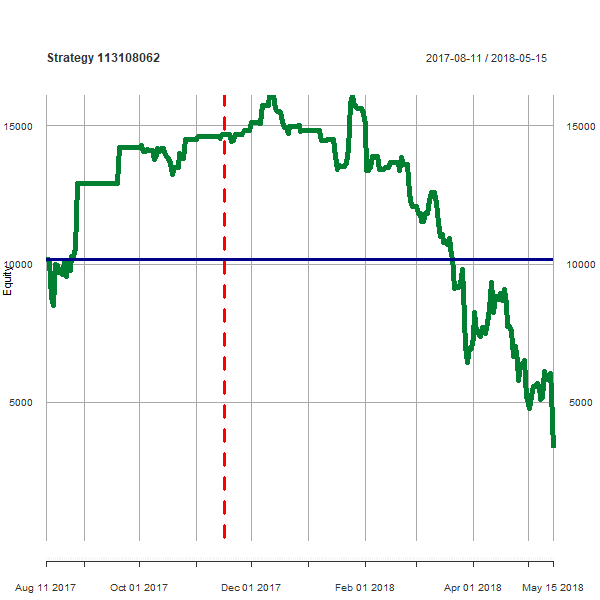 Strategy 113108062
2017-08-11 / 2018-05-15
15000 15000
10000 10000
Equity
5000 5000
Aug 11 2017 Oct 01 2017 Dec 01 2017 Feb 01 2018 Apr 01 2018 May 15 2018